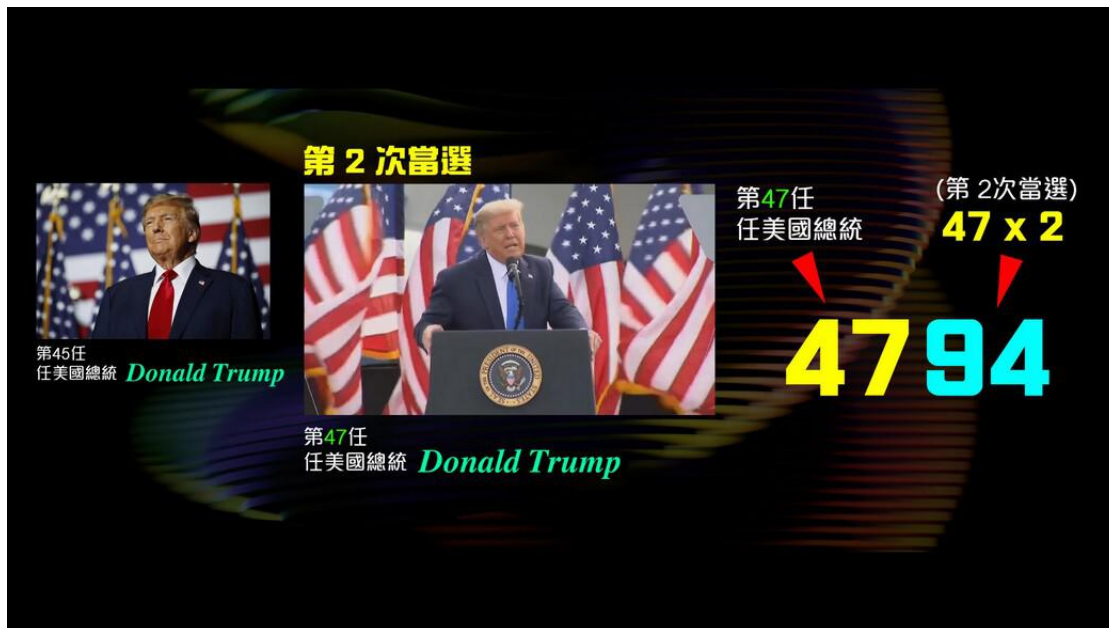 第 2 次當選
第45任
任美國總統 Donald Trump
第47任
任美國總統 Donald Trump
第47任
任美國總統
(第 2次當選)
47 x 2
4794